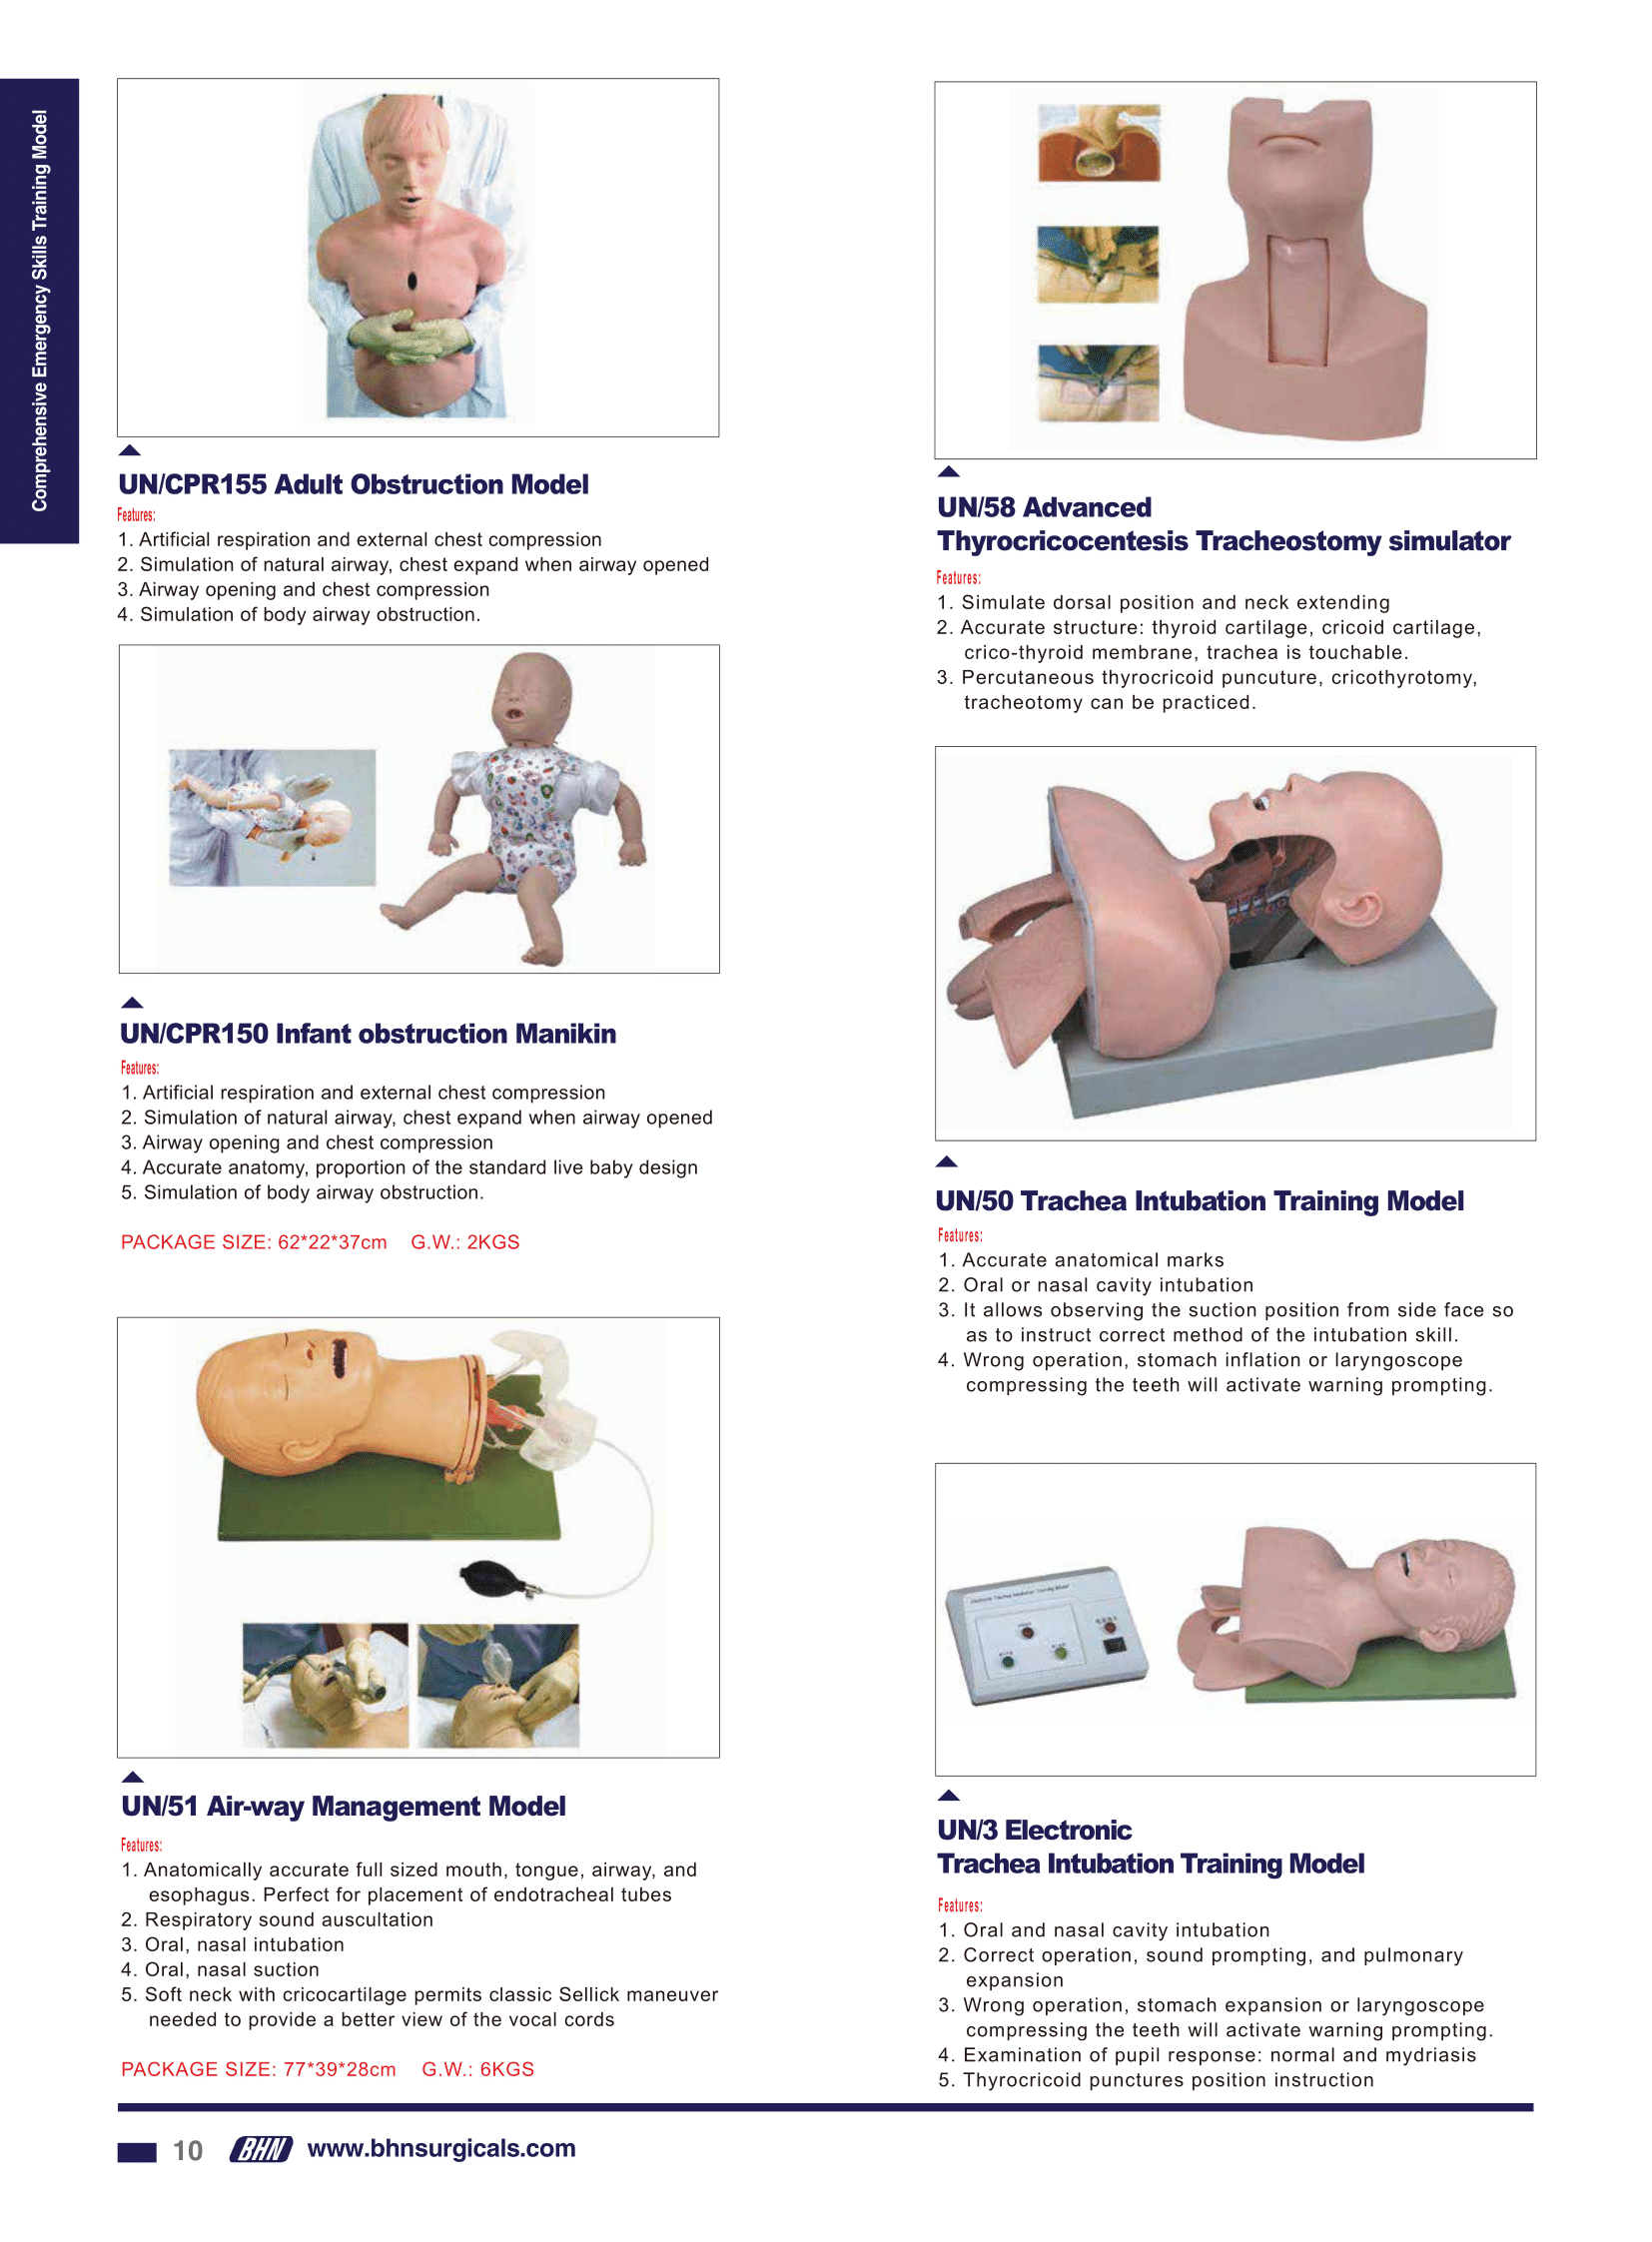 Comprehensive Emergency Skills Training Model
UN/CPR155 Adult Obstruction Model
Features:
1. Artificial respiration and external chest compression
2. Simulation of natural airway, chest expand when airway opened
3. Airway opening and chest compression
4. Simulation of body airway obstruction.
UN/CPR150 Infant obstruction Manikin
Features:
1. Artificial respiration and external chest compression
2. Simulation of natural airway, chest expand when airway opened
3. Airway opening and chest compression
4. Accurate anatomy, proportion of the standard live baby design
5. Simulation of body airway obstruction.
PACKAGE SIZE: 62*22*37cm G.W.: 2KGS
UN/51 Air-way Management Model
Features:
1. Anatomically accurate full sized mouth, tongue, airway, and
esophagus. Perfect for placement of endotracheal tubes
2. Respiratory sound auscultation
3. Oral, nasal intubation
4. Oral, nasal suction
5. Soft neck with cricocartilage permits classic Sellick maneuver
needed to provide a better view of the vocal cords
PACKAGE SIZE: 77*39*28cm G.W.: 6KGS
UN/58 Advanced
Thyrocricocentesis Tracheostomy simulator
Features:
1. Simulate dorsal position and neck extending
2. Accurate structure: thyroid cartilage, cricoid cartilage,
crico-thyroid membrane, trachea is touchable.
3. Percutaneous thyrocricoid puncuture, cricothyrotomy,
tracheotomy can be practiced.
UN/50 Trachea Intubation Training Model
Features:
1. Accurate anatomical marks
2. Oral or nasal cavity intubation
3. It allows observing the suction position from side face so
as to instruct correct method of the intubation skill.
4. Wrong operation, stomach inflation or laryngoscope
compressing the teeth will activate warning prompting.
Electronic Trachea Intubation Training Model
UN/3 Electronic
Trachea Intubation Training Model
Features:
1. Oral and nasal cavity intubation
2. Correct operation, sound prompting, and pulmonary
expansion
3. Wrong operation, stomach expansion or laryngoscope
compressing the teeth will activate warning prompting.
4. Examination of pupil response: normal and mydriasis
5. Thyrocricoid punctures position instruction
10 BHN www.bhnsurgicals.com